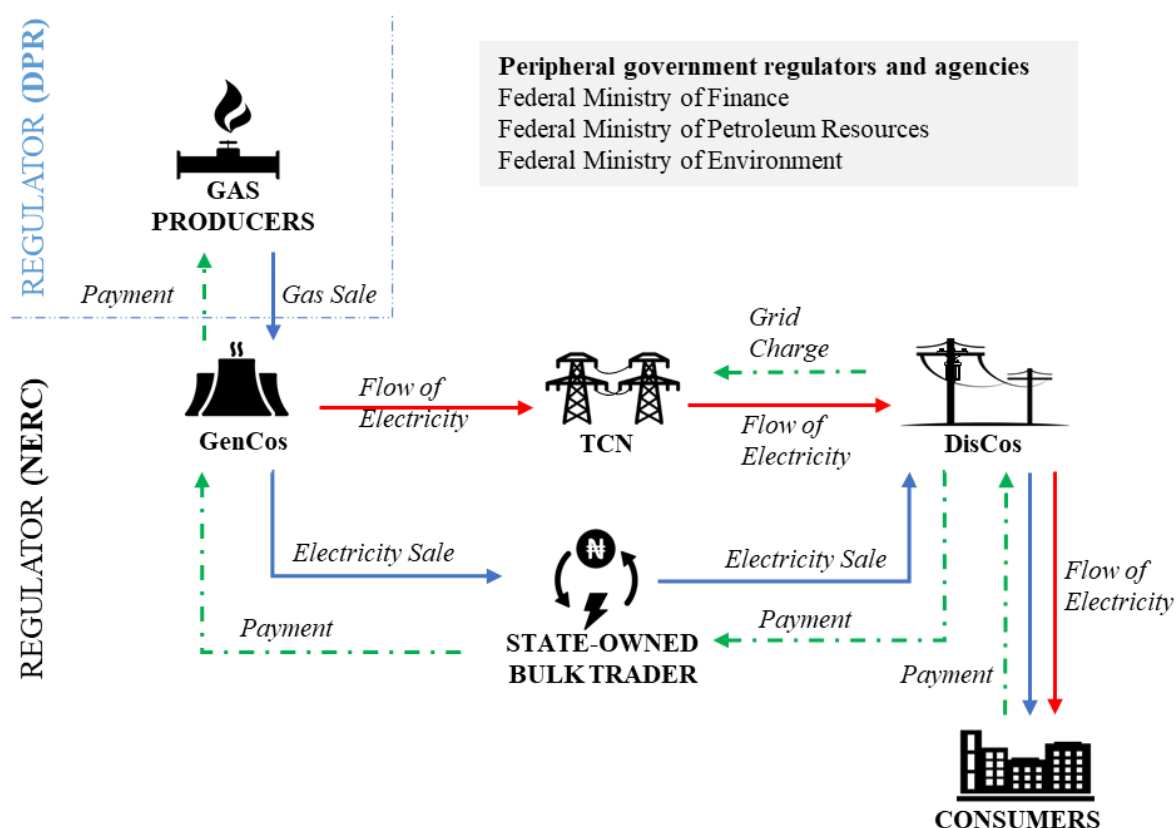 REGULATOR (DPR)
Peripheral government regulators and agencies
Federal Ministry of Finance
Federal Ministry of Petroleum Resources
Federal Ministry of Environment
GAS
PRODUCERS
Payment
Gas Sale
REGULATOR (NERC)
Grid
Charge
Flow of
Electricity
GenCos
TCN
Flow of
Electricity
DisCos
Electricity Sale
₦
Electricity Sale
Flow of
Electricity
Payment
Payment
STATE-OWNED
BULK TRADER
Payment
CONSUMERS